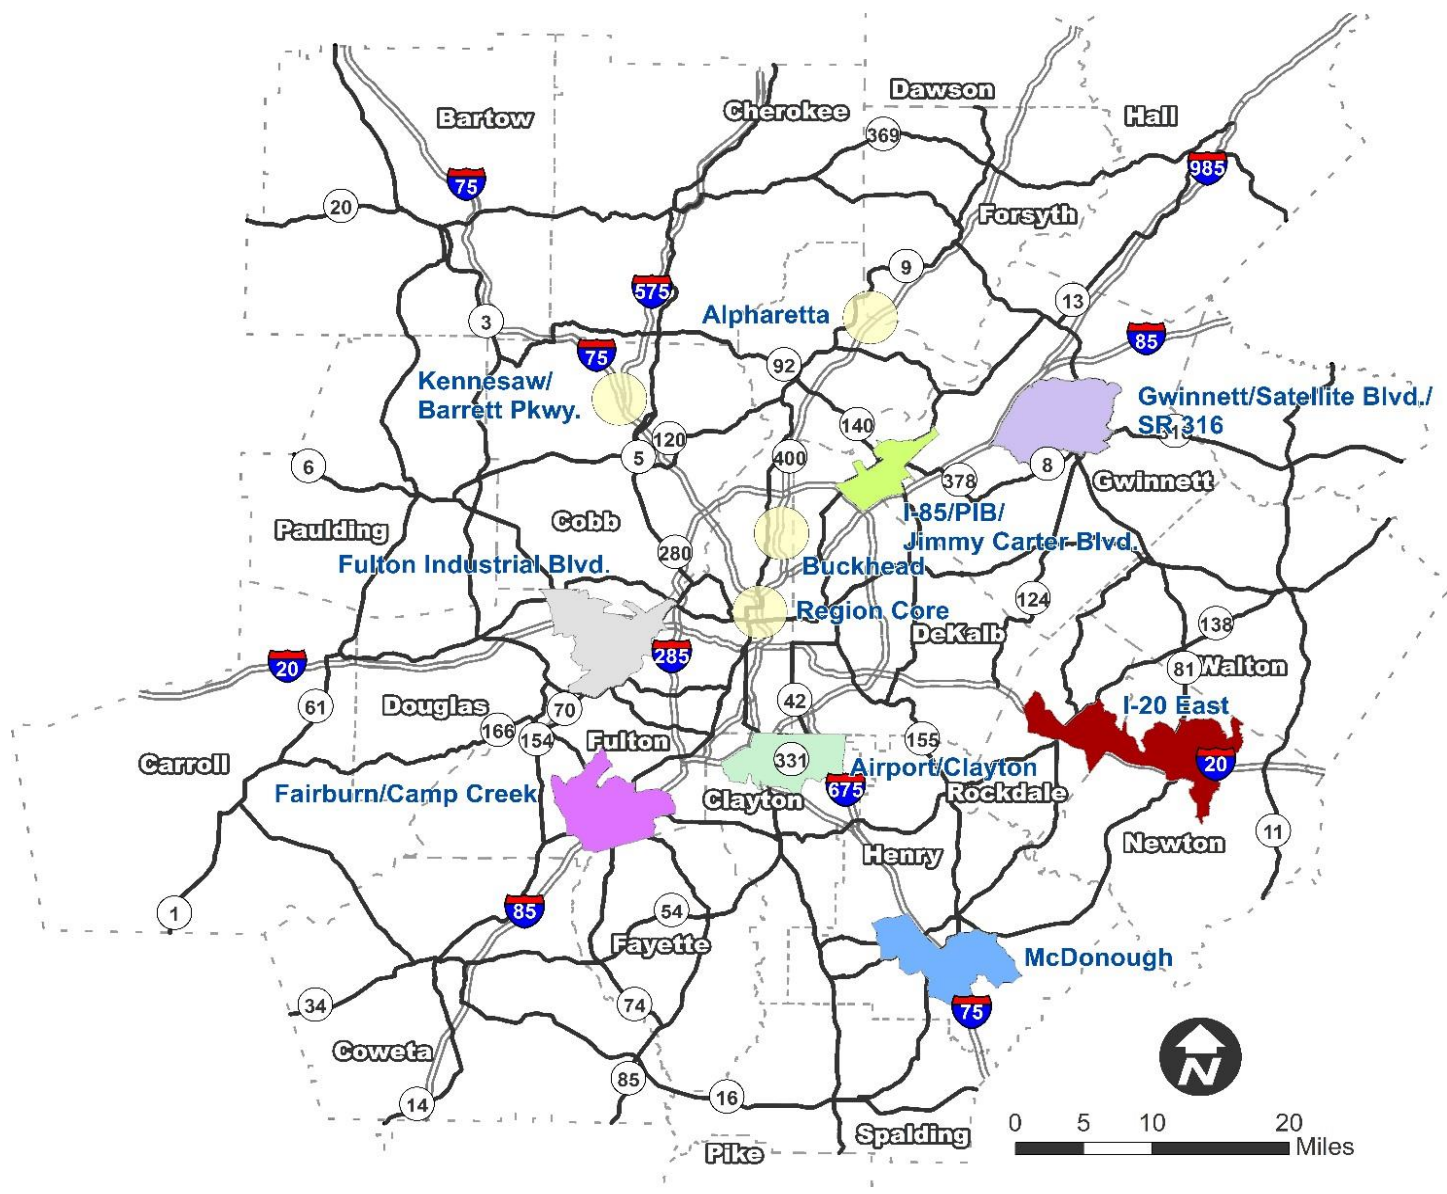 Dawson
Bartow
Cherokee
Hall
369
985
75
20
Forsyth
9
575
13
3
Alpharetta
85
75
92
Kennesaw/
Barrett Pkwy.
Gwinnett/Satellite Blvd./
SR 316
140
120
5
400
6
8
378
Gwinnett
I-85/PIB/
Jimmy Carter Blvd.
Cobb
Paulding
280
Fulton Industrial Blvd.
Buckhead
Region Core
124
138
DeKalb
285
20
81
Walton
42
61
Douglas
70
I-20 East
166
154
Fulton
155
331
Carroll
Airport/Clayton
20
675
Fairburn/Camp Creek
Clayton
Rockdale
11
Newton
Henry
1
85
54
Fayette
McDonough
34
74
75
Coweta
85
14
16
N
0 5 10 20
Miles
Spalding
Pike